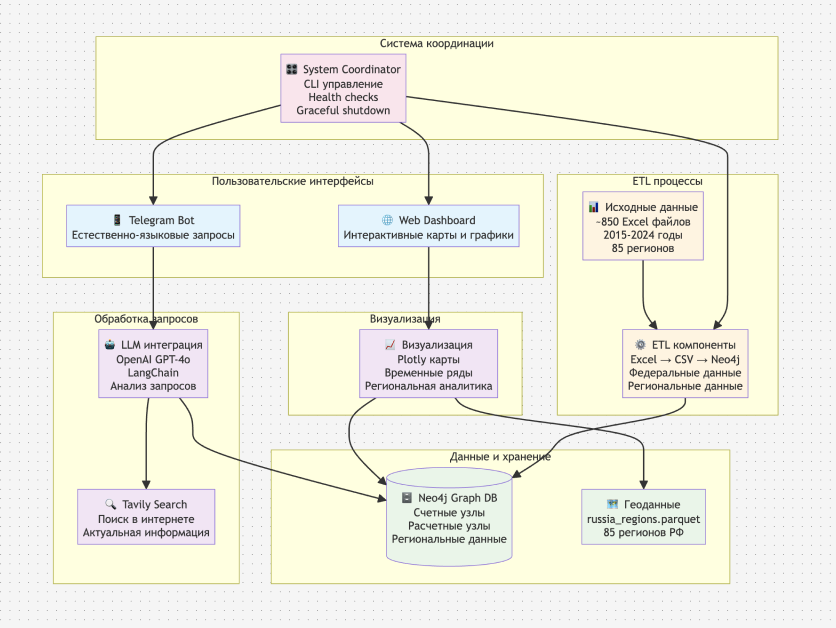 Система координации
System Coordinator
CLI управление
Health checks
Graceful shutdown
Пользовательские интерфейсы
Telegram Bot
Естественно-языковые запросы
Web Dashboard
Интерактивные карты и графики
ETL процессы
Исходные данные
~850 Excel файлов
2015-2024 годы
85 регионов
Обработка запросов
LLM интеграция
OpenAI GPT-4o
LangChain
Анализ запросов
Визуализация
Визуализация
Plotly карты
Временные ряды
Региональная аналитика
ETL компоненты
Excel → CSV → Neo4j
Федеральные данные
Региональные данные
Tavily Search
Поиск в интернете
Актуальная информация
Данные и хранение
Neo4j Graph DB
Счетные узлы
Расчетные узлы
Региональные данные
Геоданные
russia_regions.parquet
85 регионов РФ